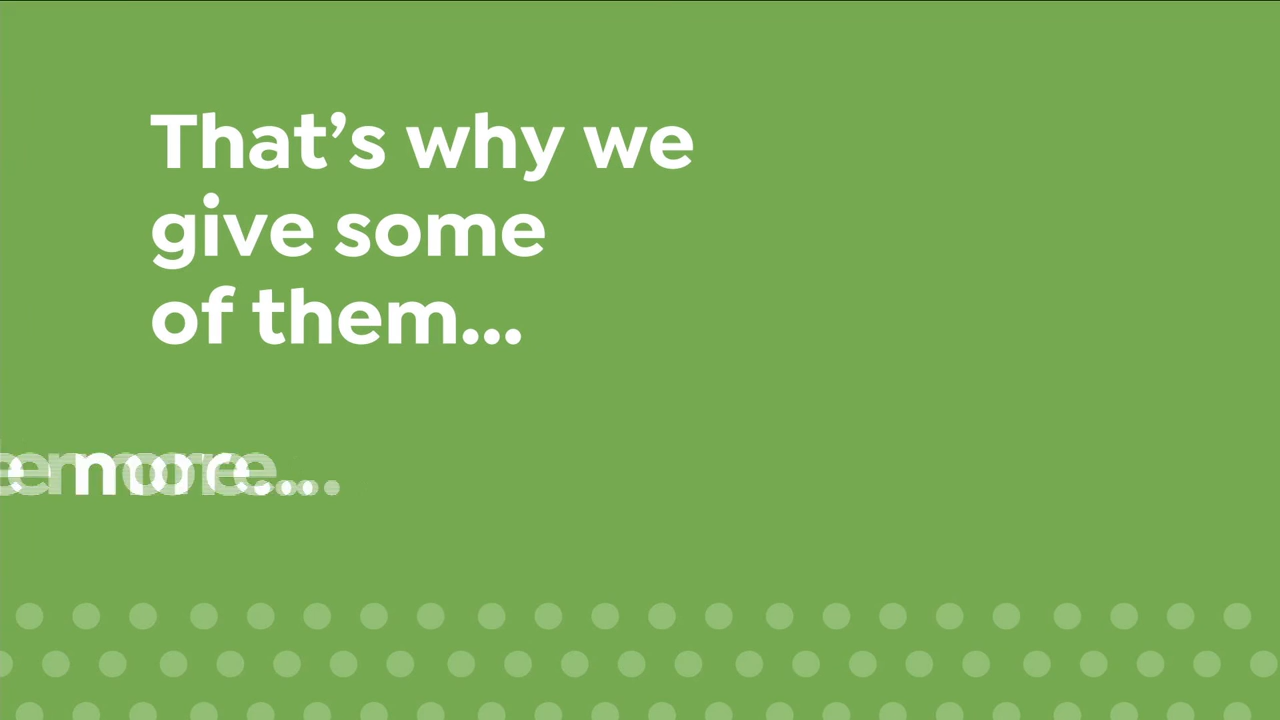 That’s why we
give some
of them...
more...